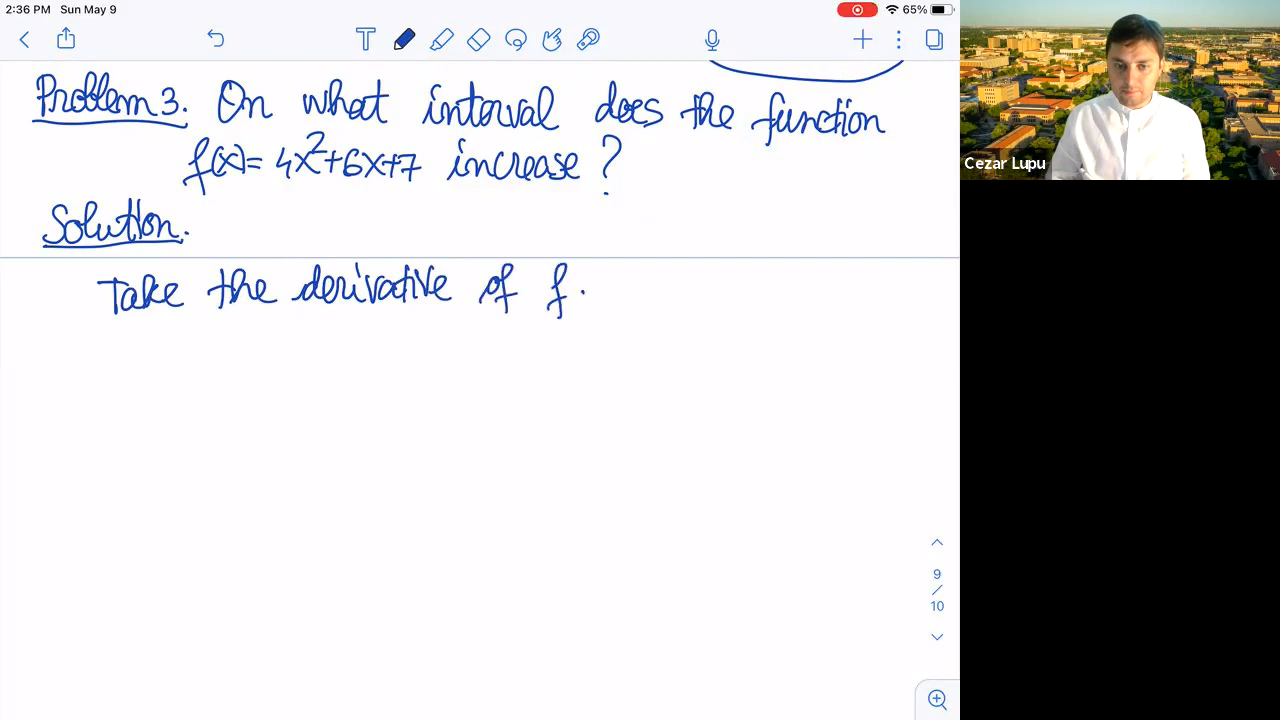 2:36 PM Sun May 9
65%
Problem 3. On what interval does the function
f(x)= 4x²+6x+7 increase?
Solution.
Take the derivative of f.
Cezar Lupu
9
/
10